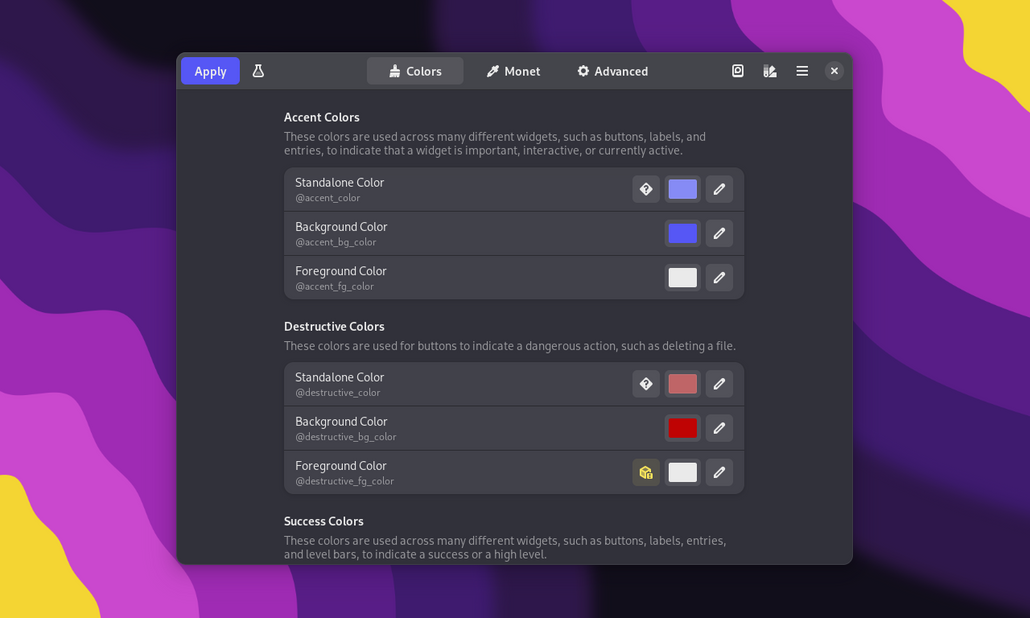 Apply
Colors
Monet
Advanced
Accent Colors
These colors are used across many different widgets, such as buttons, labels, and
entries, to indicate that a widget is important, interactive, or currently active.
Standalone Color
@accent_color
Background Color
@accent_bg_color
Foreground Color
@accent_fg_color
Destructive Colors
These colors are used for buttons to indicate a dangerous action, such as deleting a file.
Standalone Color
@destructive_color
Background Color
@destructive_bg_color
Foreground Color
@destructive_fg_color
Success Colors
These colors are used across many different widgets, such as buttons, labels, entries,
and level bars, to indicate a success or a high level.